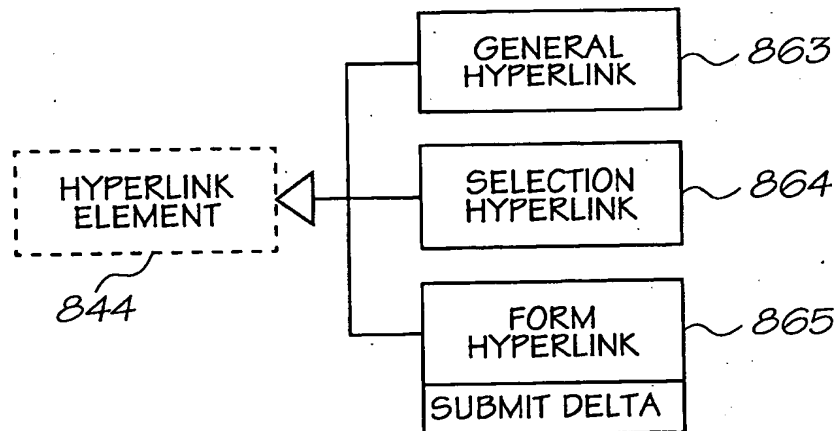 GENERAL
HYPERLINK
863
HYPERLINK
ELEMENT
844
SELECTION
HYPERLINK
864
FORM
HYPERLINK
865
SUBMIT DELTA